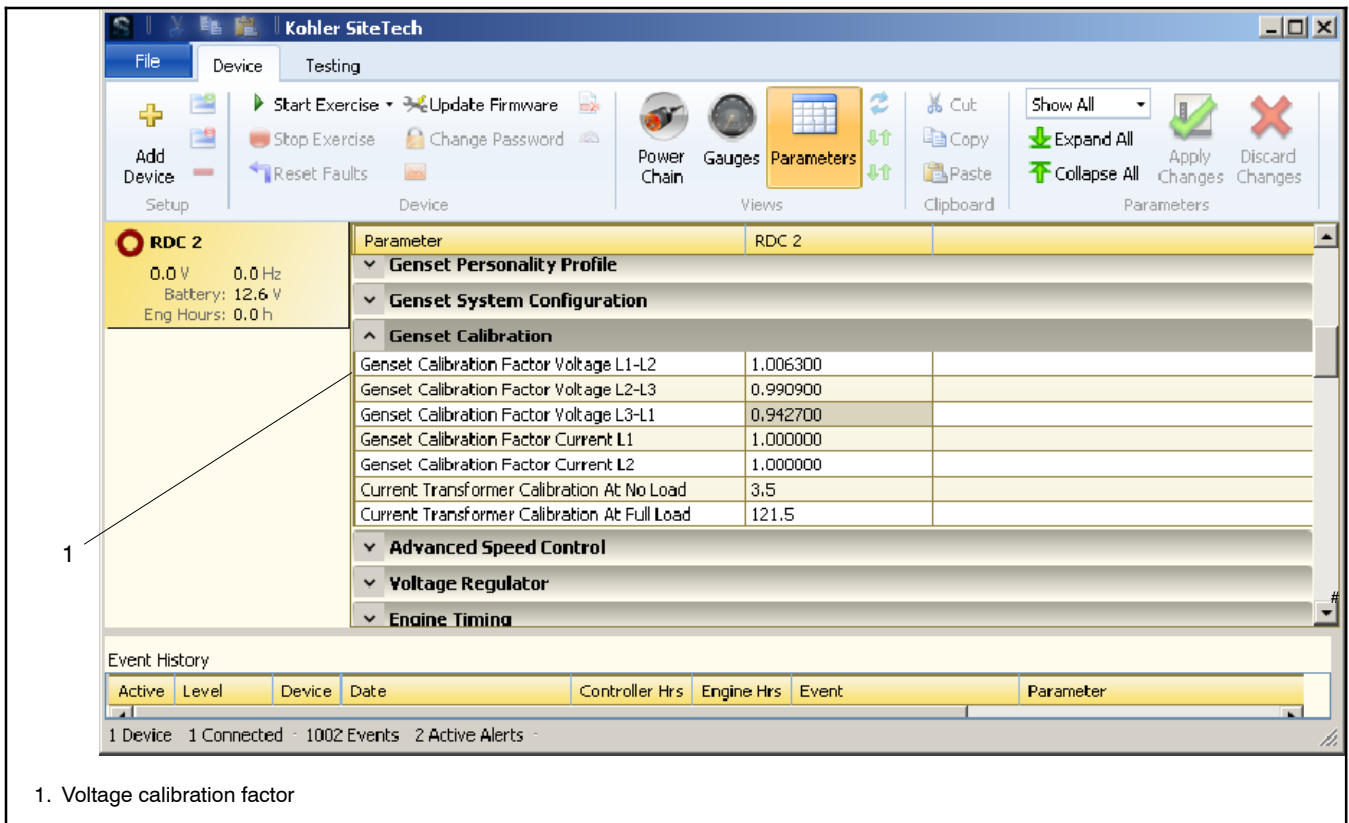 Kohler SiteTech
File Device Testing
Add Device
Start Exercise
Stop Exercise
Reset Faults
Update Firmware
Change Password
Power Chain
Gauges
Parameters
Cut
Copy
Paste
Show All
Expand All
Collapse All
Apply Changes
Discard Changes
Setup Device Views Clipboard Parameters
RDC 2
0.0 V 0.0 Hz
Battery: 12.6 V
Eng Hours: 0.0 h
Parameter RDC 2
Genset Personality Profile
Genset System Configuration
Genset Calibration
Genset Calibration Factor Voltage L1-L2 1.006300
Genset Calibration Factor Voltage L2-L3 0.990900
Genset Calibration Factor Voltage L3-L1 0.942700
Genset Calibration Factor Current L1 1.000000
Genset Calibration Factor Current L2 1.000000
Current Transformer Calibration At No Load 3.5
Current Transformer Calibration At Full Load 121.5
Advanced Speed Control
Voltage Regulator
Engine Timing
#
1
Event History
Active Level Device Date Controller Hrs Engine Hrs Event Parameter
1 Device 1 Connected - 1002 Events 2 Active Alerts -
1. Voltage calibration factor